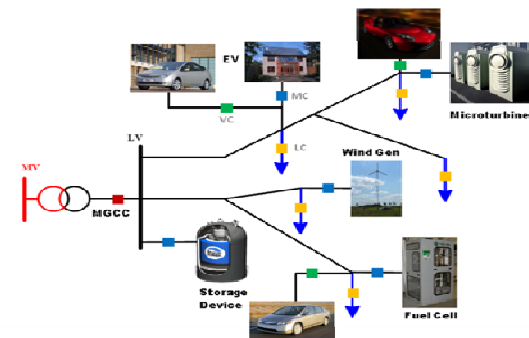 EV
MC
VC
Microturbine
LV
LC
Wind Gen
MV
MGCC
Storage
Device
Fuel Cell